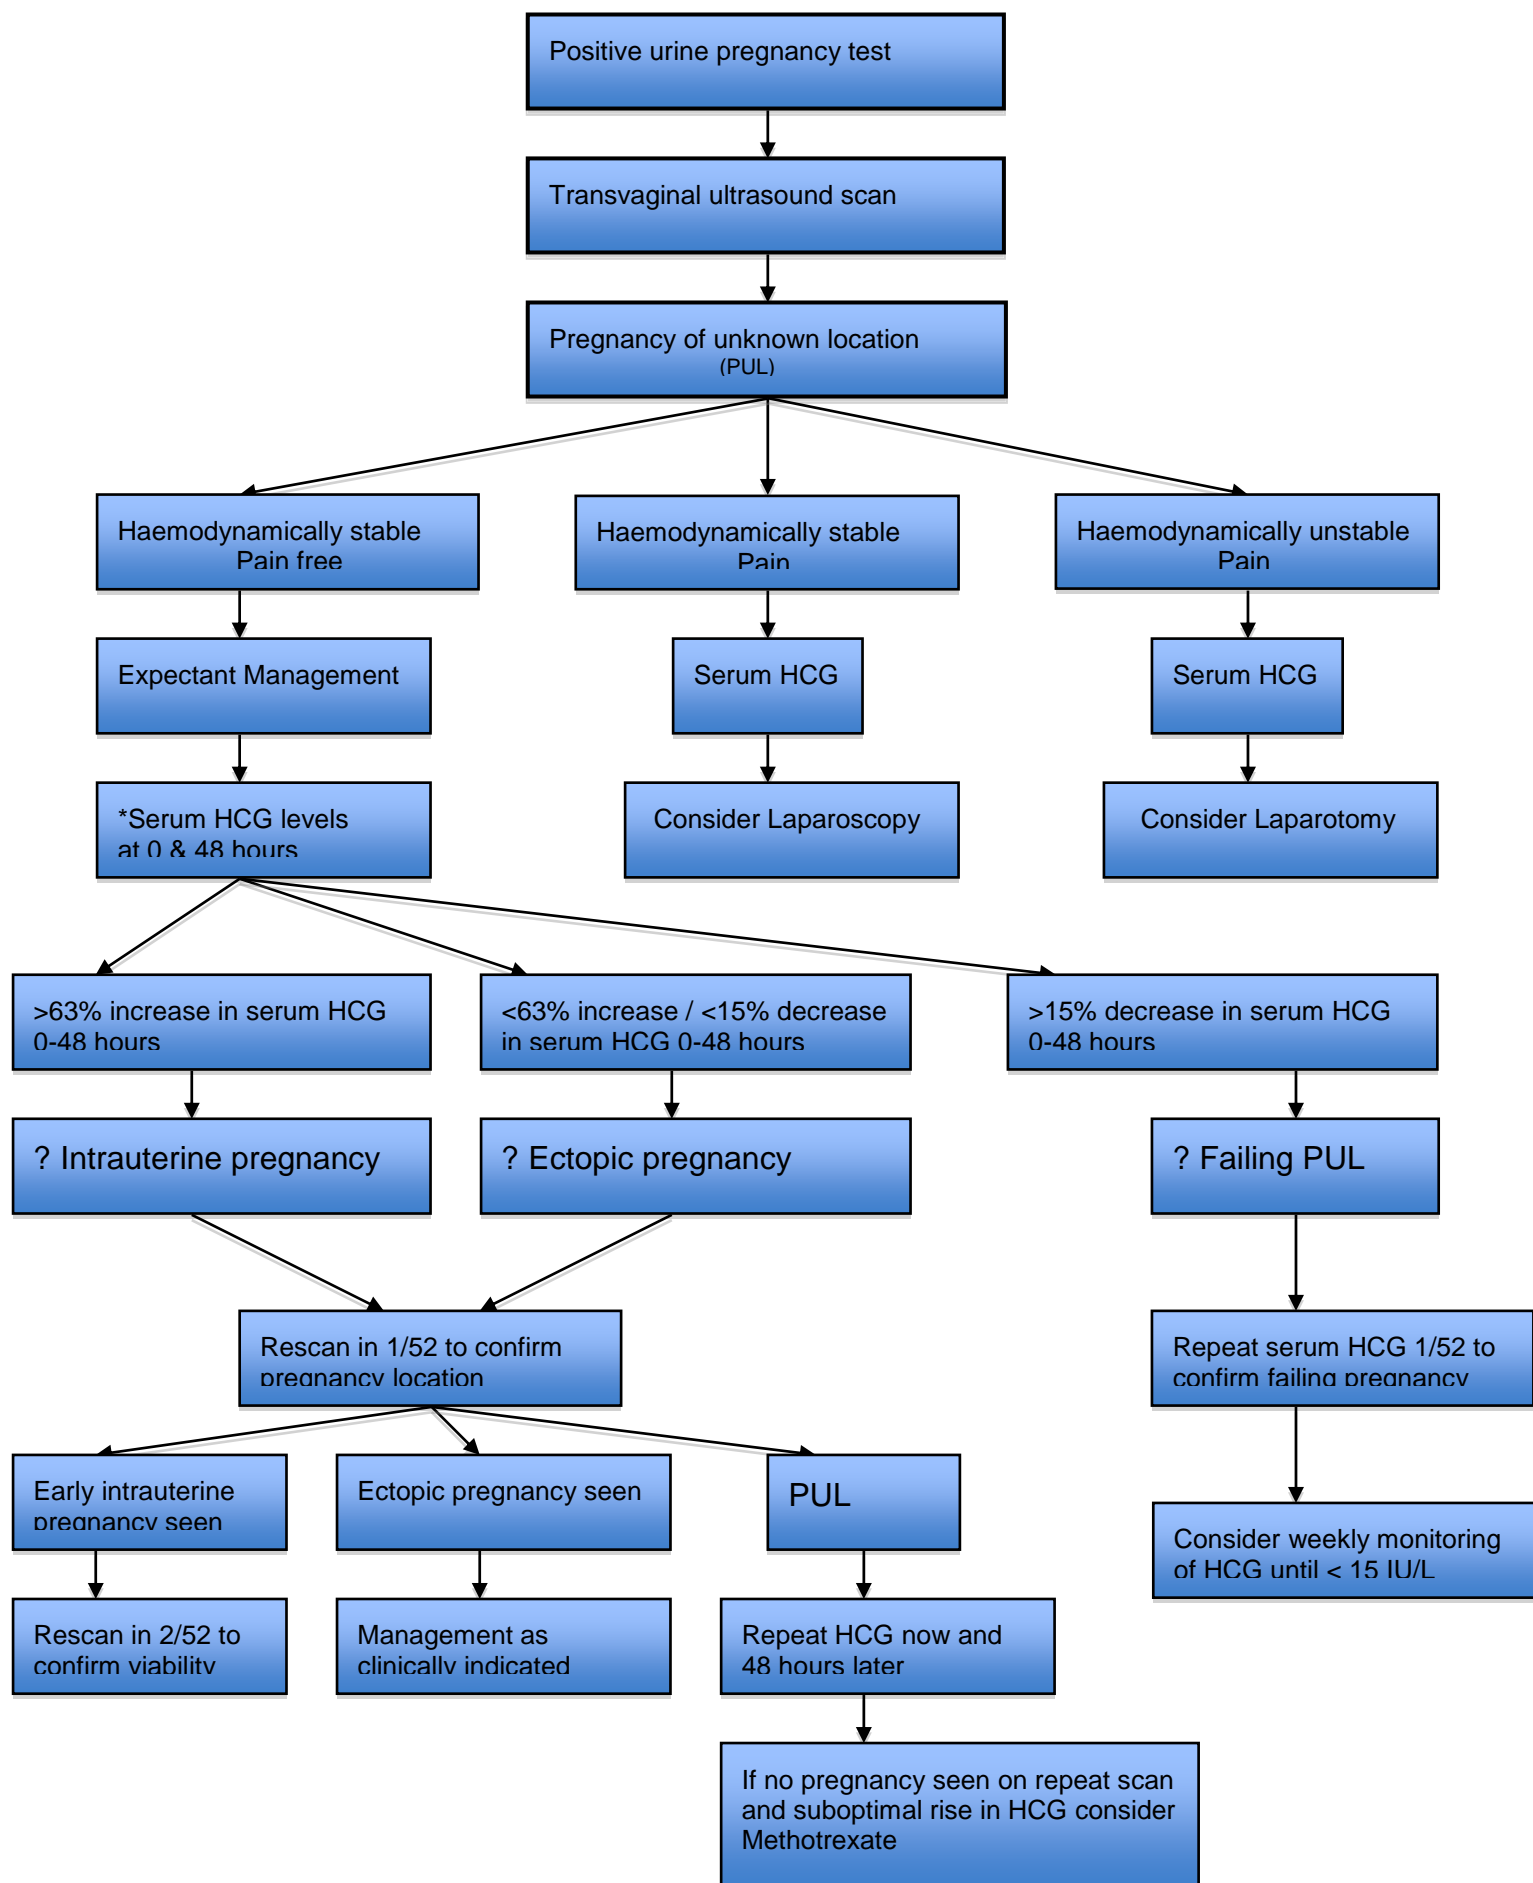 Positive urine pregnancy test
Transvaginal ultrasound scan
Pregnancy of unknown location
(PUL)
Haemodynamically stable
Pain free
Haemodynamically stable
Pain
Haemodynamically unstable
Pain
Expectant Management
Serum HCG
Serum HCG
*Serum HCG levels
at 0 & 48 hours
Consider Laparoscopy
Consider Laparotomy
>63% increase in serum HCG
0-48 hours
<63% increase / <15% decrease
in serum HCG 0-48 hours
>15% decrease in serum HCG
0-48 hours
? Intrauterine pregnancy
? Ectopic pregnancy
? Failing PUL
Rescan in 1/52 to confirm
pregnancy location
Repeat serum HCG 1/52 to
confirm failing pregnancy
Early intrauterine
pregnancy seen
Ectopic pregnancy seen
PUL
Consider weekly monitoring
of HCG until < 15 IU/L
Rescan in 2/52 to
confirm viability
Management as
clinically indicated
Repeat HCG now and
48 hours later
If no pregnancy seen on repeat scan
and suboptimal rise in HCG consider
Methotrexate